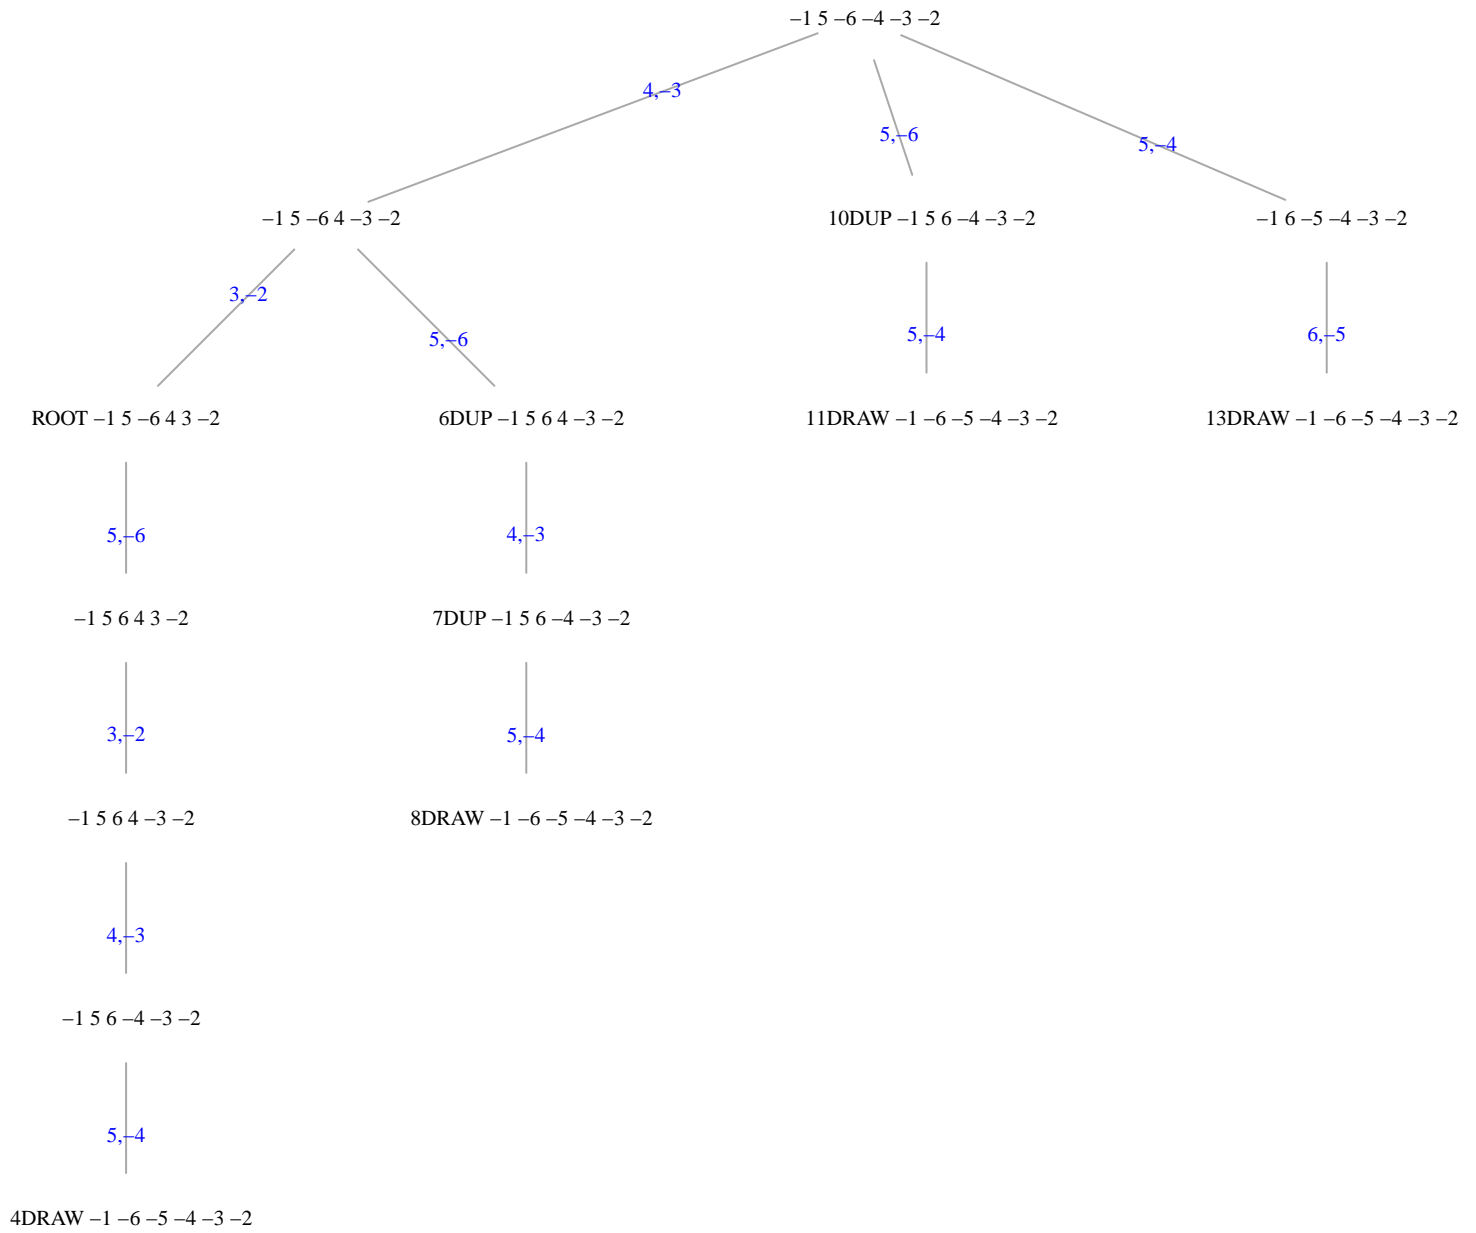 –1 5 –6 –4 –3 –2
4,–3
5,–6
5,–4
–1 5 –6 4 –3 –2
10DUP –1 5 6 –4 –3 –2
–1 6 –5 –4 –3 –2
3,–2
5,–6
5,–4
6,–5
ROOT –1 5 –6 4 3 –2
6DUP –1 5 6 4 –3 –2
11DRAW –1 –6 –5 –4 –3 –2
13DRAW –1 –6 –5 –4 –3 –2
5,–6
4,–3
–1 5 6 4 3 –2
7DUP –1 5 6 –4 –3 –2
3,–2
5,–4
–1 5 6 4 –3 –2
8DRAW –1 –6 –5 –4 –3 –2
4,–3
–1 5 6 –4 –3 –2
5,–4
4DRAW –1 –6 –5 –4 –3 –2